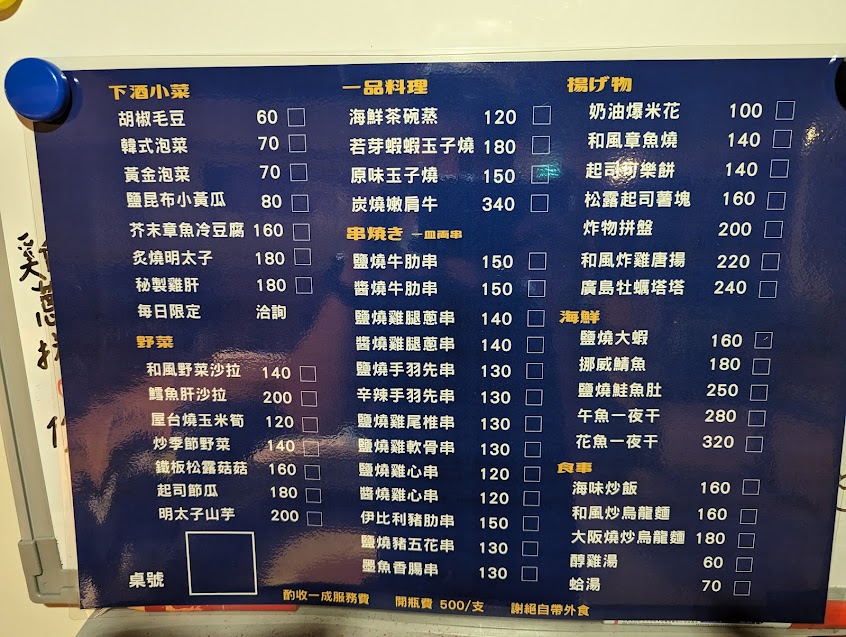 下酒小菜
胡椒毛豆 60
韓式泡菜 70
黃金泡菜 70
鹽昆布小黃瓜 80
芥末章魚冷豆腐 160
炙燒明太子 180
秘製雞肝 180
每日限定 洽詢
野菜
和風野菜沙拉 140
鱈魚肝沙拉 200
屋台燒玉米筍 120
炒季節野菜 140
鐵板松露菇菇 160
起司節瓜 180
明太子山芋 200
桌號
一品料理
海鮮茶碗蒸 120
若芽蝦蝦玉子燒 180
原味玉子燒 150
炭燒嫩肩牛 340
串燒き 一皿兩串
鹽燒牛肋串 150
醬燒牛肋串 150
鹽燒雞腿蔥串 140
醬燒雞腿蔥串 140
鹽燒手羽先串 130
辛辣手羽先串 130
鹽燒雞尾椎串 130
鹽燒雞軟骨串 130
鹽燒雞心串 120
醬燒雞心串 120
伊比利豬肋串 150
鹽燒豬五花串 130
墨魚香腸串 130
揚げ物
奶油爆米花 100
和風章魚燒 140
起司可樂餅 140
松露起司薯塊 160
炸物拼盤 200
和風炸雞唐揚 220
廣島牡蠣塔塔 240
海鮮
鹽燒大蝦 160
挪威鯖魚 180
鹽燒鮭魚肚 250
午魚一夜干 280
花魚一夜干 320
食事
海味炒飯 160
和風炒烏龍麵 160
大阪燒炒烏龍麵 180
醇雞湯 60
蛤湯 70
酌收一成服務費 開瓶費 500/支 謝絕自帶外食